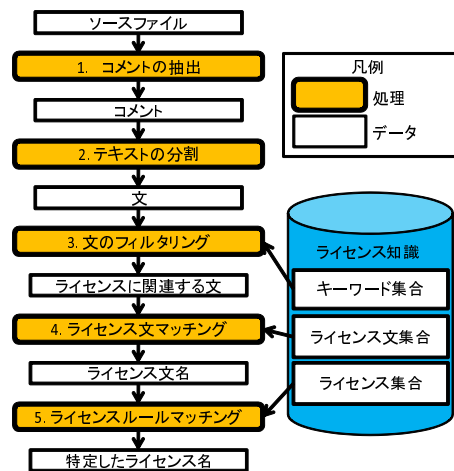 ソースファイル
1. コメントの抽出
コメント
2. テキストの分割
文
3. 文のフィルタリング
ライセンスに関連する文
4. ライセンス文マッチング
ライセンス文名
5. ライセンスルールマッチング
特定したライセンス名
凡例
処理
データ
ライセンス知識
キーワード集合
ライセンス文集合
ライセンス集合